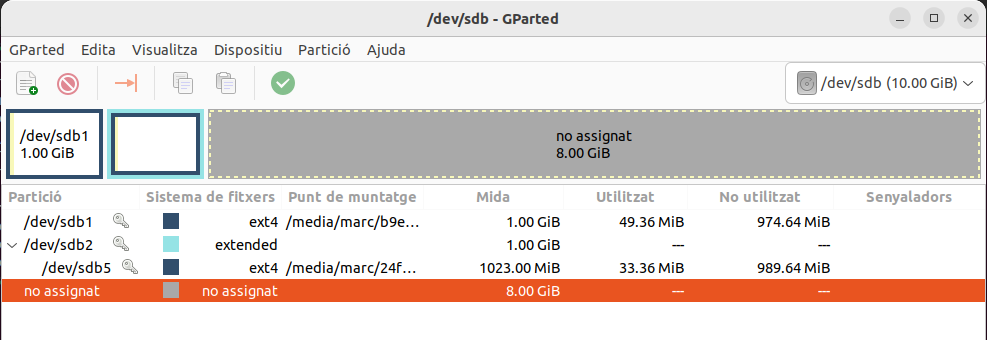 /dev/sdb - GParted
GParted Edita Visualitza Dispositiu Partició Ajuda
/dev/sdb (10.00 GiB)
/dev/sdb1
1.00 GiB
no assignat
8.00 GiB
Partició Sistema de fitxers Punt de muntatge Mida Utilitzat No utilitzat Senyaladors
/dev/sdb1 ext4 /media/marc/b9e... 1.00 GiB 49.36 MiB 974.64 MiB
/dev/sdb2 extended 1.00 GiB --- ---
/dev/sdb5 ext4 /media/marc/24f... 1023.00 MiB 33.36 MiB 989.64 MiB
no assignat no assignat 8.00 GiB --- ---